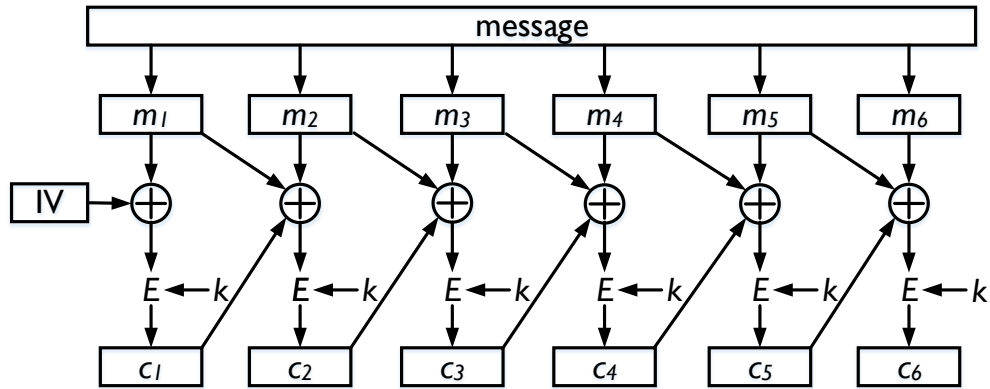 message
m1 m2 m3 m4 m5 m6
IV
E k E k E k E k E k E k
c1 c2 c3 c4 c5 c6